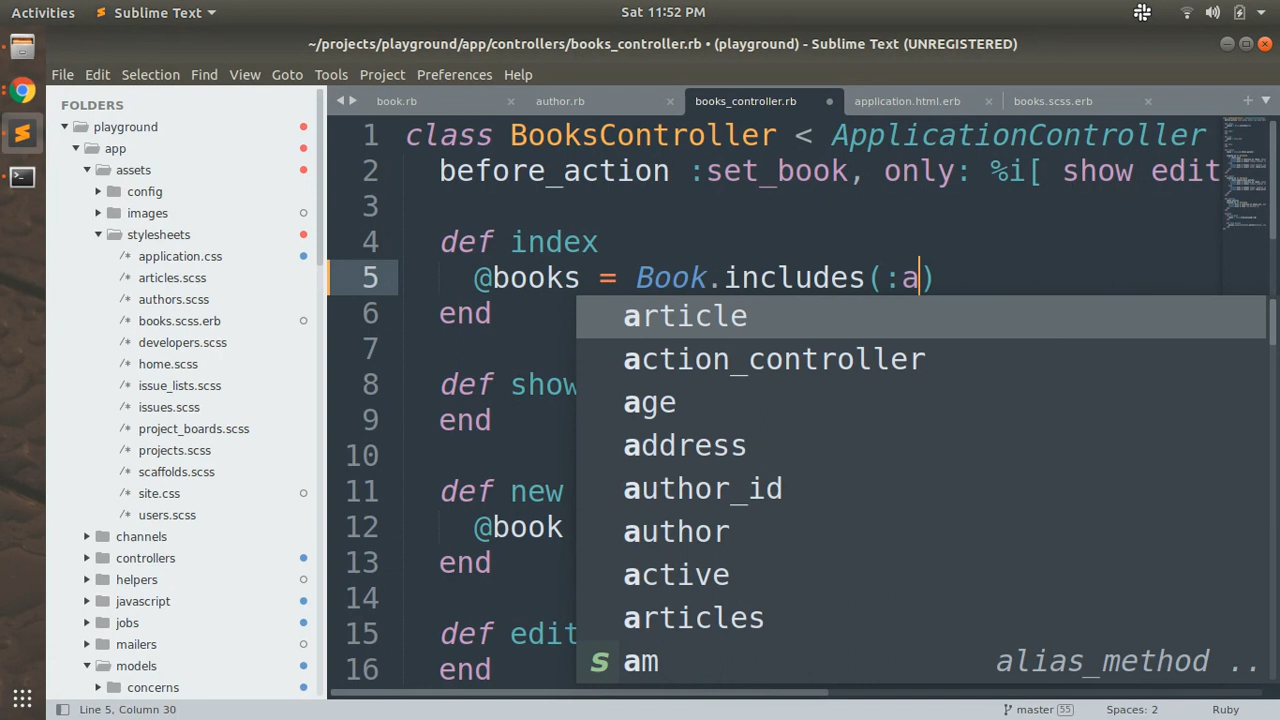 Activities Sublime Text Sat 11:52 PM
~/projects/playground/app/controllers/books_controller.rb • (playground) - Sublime Text (UNREGISTERED)
File Edit Selection Find View Goto Tools Project Preferences Help
FOLDERS
playground
app
assets
config
images
stylesheets
application.css
articles.scss
authors.scss
books.scss.erb
developers.scss
home.scss
issue_lists.scss
issues.scss
project_boards.scss
projects.scss
scaffolds.scss
site.css
users.scss
channels
controllers
helpers
javascript
jobs
mailers
models
concerns
book.rb author.rb books_controller.rb application.html.erb books.scss.erb
1 class BooksController < ApplicationController
2 before_action :set_book, only: %i[ show edit
3
4 def index
5 @books = Book.includes(:a)
6 end
7
8 def show
9 end
10
11 def new
12 @book
13 end
14
15 def edit
16 end
article
action_controller
age
address
author_id
author
active
articles
s am alias_method ..
Line 5, Column 30 master 55 Spaces: 2 Ruby